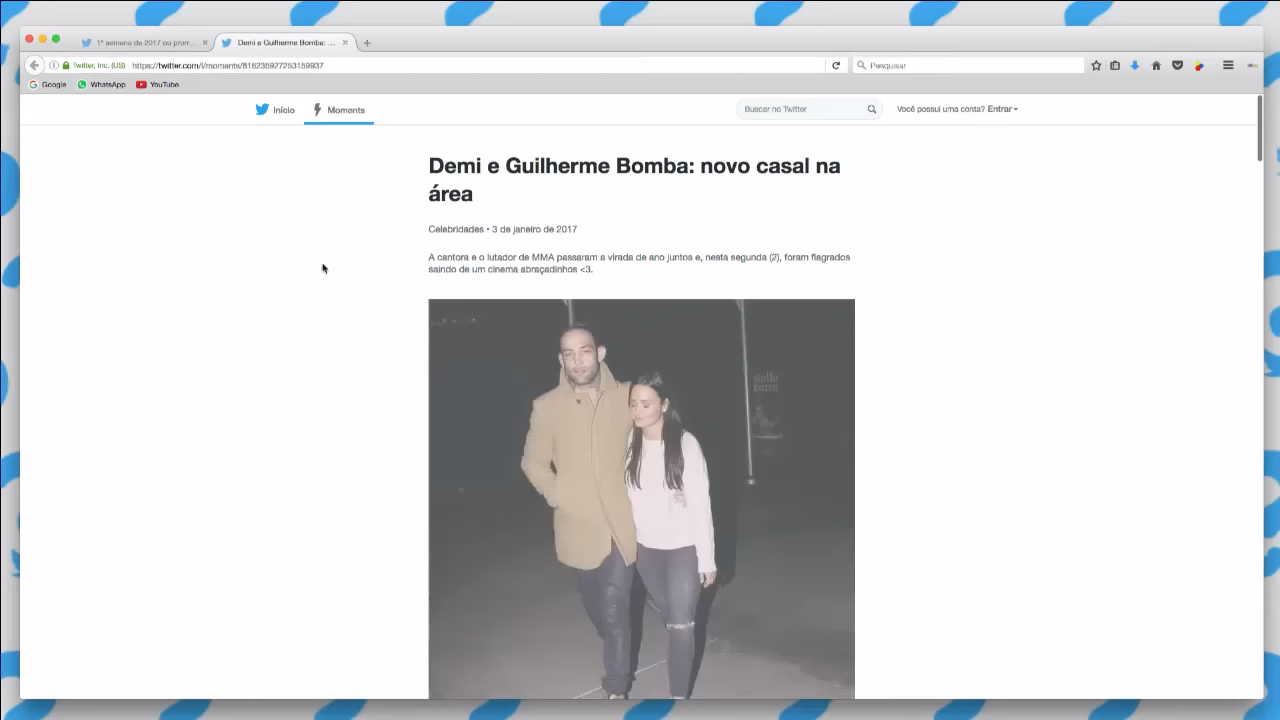 1ª semana de 2017 ou prorr...
Demi e Guilherme Bomba: ...
Twitter, Inc. (US)
https://twitter.com/i/moments/816235927253159937
Pesquisar
Google
WhatsApp
YouTube
Início
Moments
Buscar no Twitter
Você possui uma conta? Entrar
Demi e Guilherme Bomba: novo casal na
área
Celebridades • 3 de janeiro de 2017
A cantora e o lutador de MMA passaram a virada de ano juntos e, nesta segunda (2), foram flagrados
saindo de um cinema abraçadinhos <3.
stella
barra